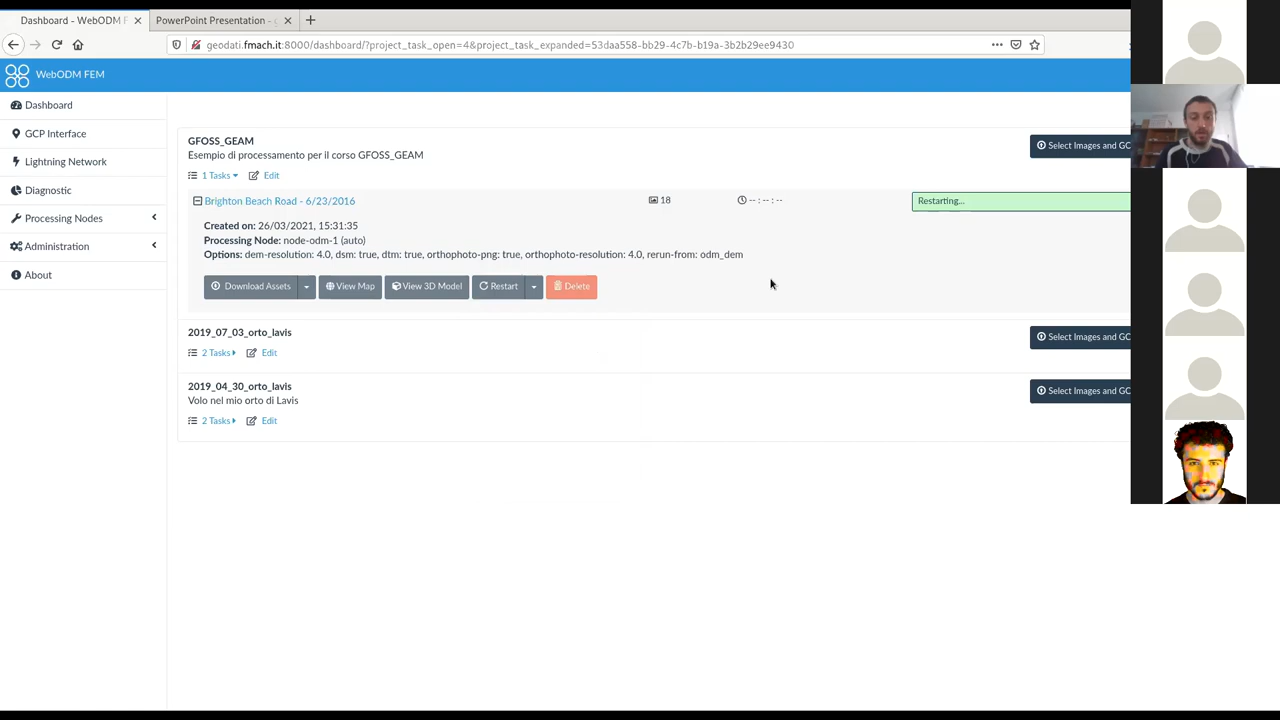 Dashboard - WebODM F
PowerPoint Presentation -
geodati.fmach.it:8000/dashboard/?project_task_open=4&project_task_expanded=53daa558-bb29-4c7b-b19a-3b2b29ee9430
WebODM FEM
Dashboard
GCP Interface
Lightning Network
Diagnostic
Processing Nodes
Administration
About
GFOSS_GEAM
Select Images and GC
Esempio di processamento per il corso GFOSS_GEAM
1 Tasks Edit
Brighton Beach Road - 6/23/2016 18 -- : -- : -- Restarting...
Created on: 26/03/2021, 15:31:35
Processing Node: node-odm-1 (auto)
Options: dem-resolution: 4.0, dsm: true, dtm: true, orthophoto-png: true, orthophoto-resolution: 4.0, rerun-from: odm_dem
Download Assets View Map View 3D Model Restart Delete
2019_07_03_orto_lavis
Select Images and GC
2 Tasks Edit
2019_04_30_orto_lavis
Select Images and GC
Volo nel mio orto di Lavis
2 Tasks Edit